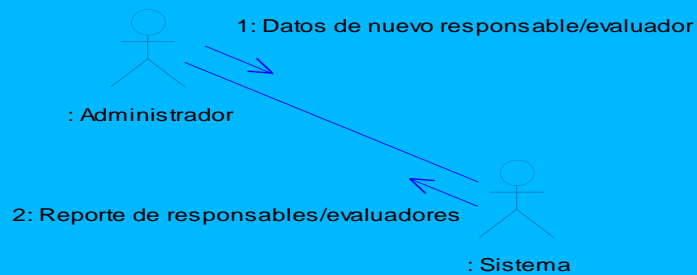 1: Datos de nuevo responsable/evaluador
: Administrador
2: Reporte de responsables/evaluadores
: Sistema